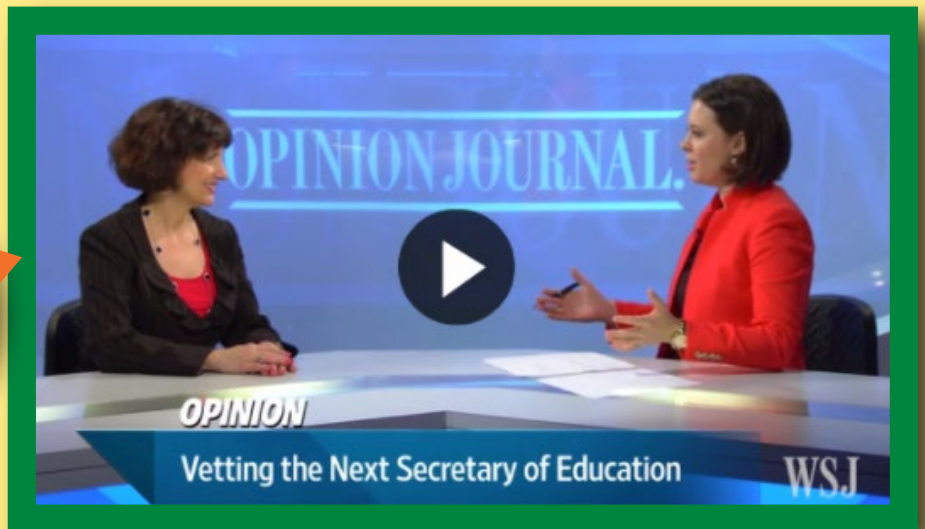 OPINION JOURNAL.
OPINION
Vetting the Next Secretary of Education
WSJ